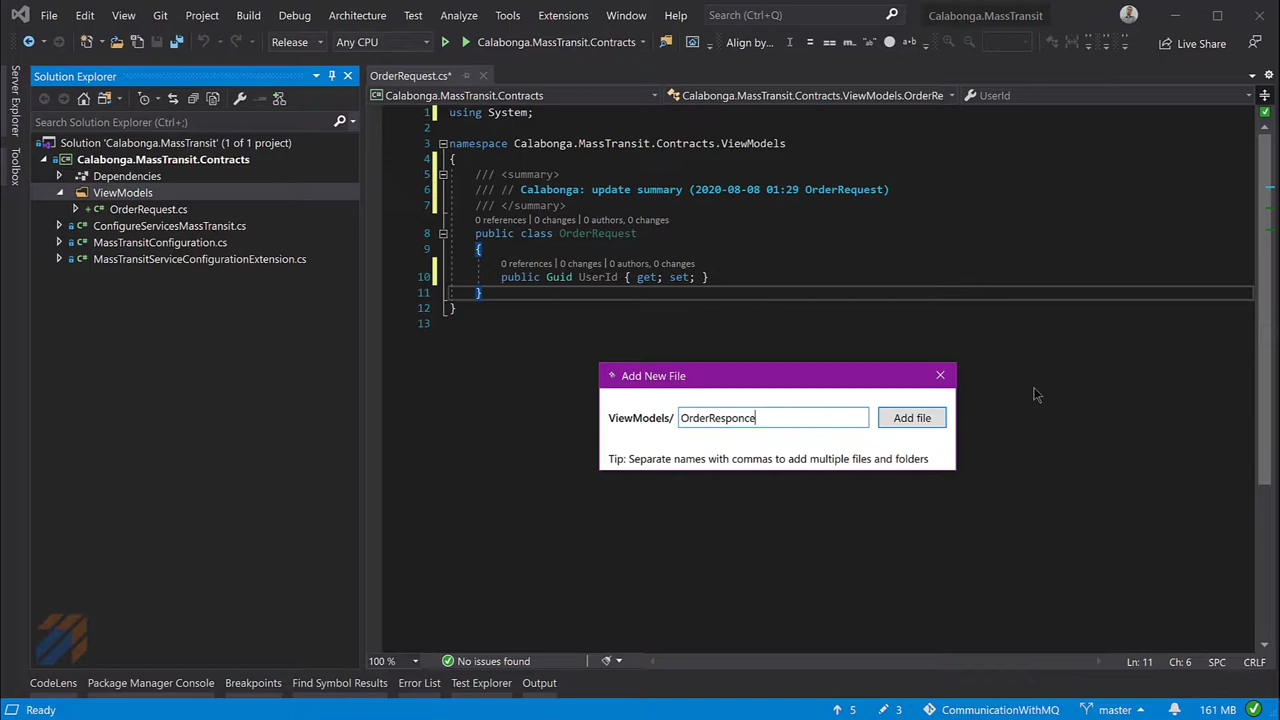 File Edit View Git Project Build Debug Architecture Test Analyze Tools Extensions Window Help Search (Ctrl+Q) Calabonga.MassTransit
Release Any CPU Calabonga.MassTransit.Contracts Align by... Live Share
Server Explorer
Toolbox
Solution Explorer
Search Solution Explorer (Ctrl+;)
Solution 'Calabonga.MassTransit' (1 of 1 project)
Calabonga.MassTransit.Contracts
Dependencies
ViewModels
OrderRequest.cs
ConfigureServicesMassTransit.cs
MassTransitConfiguration.cs
MassTransitServiceConfigurationExtension.cs
OrderRequest.cs*
Calabonga.MassTransit.Contracts Calabonga.MassTransit.Contracts.ViewModels.OrderRe UserId
1 using System;
2
3 namespace Calabonga.MassTransit.Contracts.ViewModels
4 {
5 /// <summary>
6 /// // Calabonga: update summary (2020-08-08 01:29 OrderRequest)
7 /// </summary>
0 references | 0 changes | 0 authors, 0 changes
8 public class OrderRequest
9 {
0 references | 0 changes | 0 authors, 0 changes
10 public Guid UserId { get; set; }
11 }
12 }
13
Add New File
ViewModels/ OrderResponce Add file
Tip: Separate names with commas to add multiple files and folders
100 % No issues found Ln: 11 Ch: 6 SPC CRLF
CodeLens Package Manager Console Breakpoints Find Symbol Results Error List Test Explorer Output
Ready 5 3 CommunicationWithMQ master 161 MB